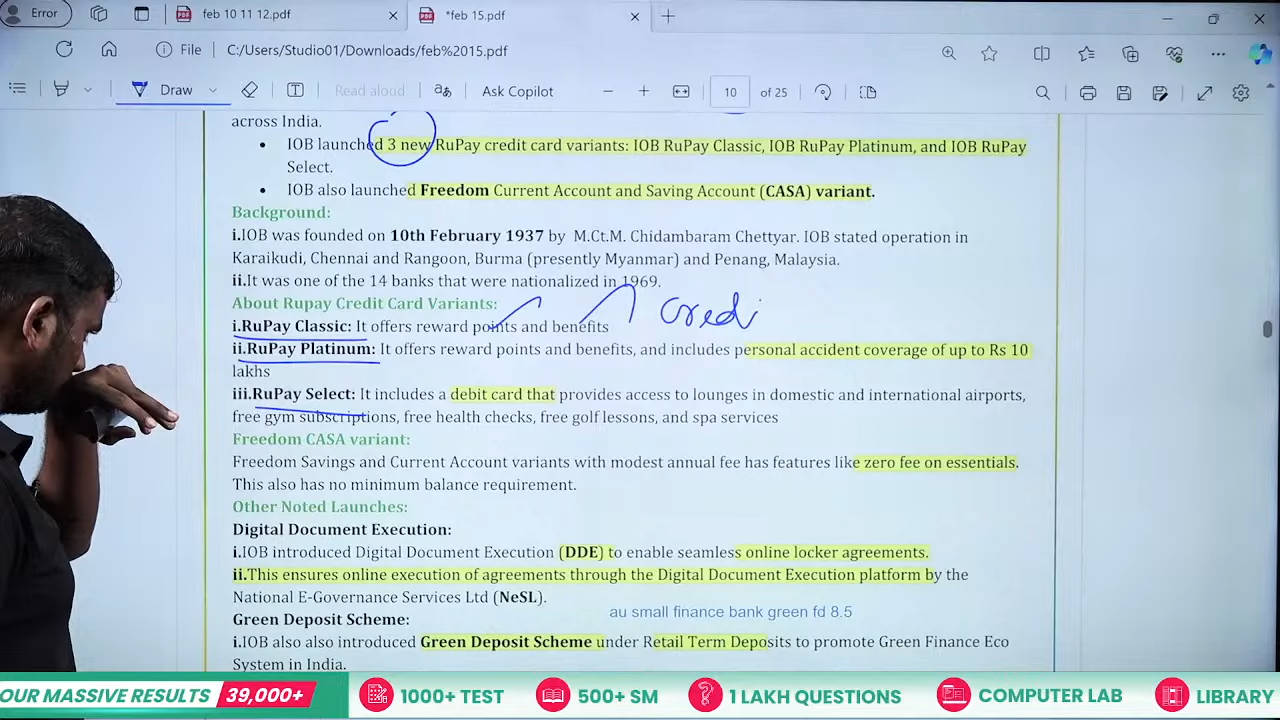 Error
feb 10 11 12.pdf
*feb 15.pdf
File
C:/Users/Studio01/Downloads/feb%2015.pdf
Draw
Read aloud
Ask Copilot
10
of 25
across India.
• IOB launched 3 new RuPay credit card variants: IOB RuPay Classic, IOB RuPay Platinum, and IOB RuPay
Select.
• IOB also launched Freedom Current Account and Saving Account (CASA) variant.
Background:
i.IOB was founded on 10th February 1937 by M.Ct.M. Chidambaram Chettyar. IOB stated operation in
Karaikudi, Chennai and Rangoon, Burma (presently Myanmar) and Penang, Malaysia.
ii.It was one of the 14 banks that were nationalized in 1969.
About Rupay Credit Card Variants:
Credi
i.RuPay Classic: It offers reward points and benefits
ii.RuPay Platinum: It offers reward points and benefits, and includes personal accident coverage of up to Rs 10
lakhs
iii.RuPay Select: It includes a debit card that provides access to lounges in domestic and international airports,
free gym subscriptions, free health checks, free golf lessons, and spa services
Freedom CASA variant:
Freedom Savings and Current Account variants with modest annual fee has features like zero fee on essentials.
This also has no minimum balance requirement.
Other Noted Launches:
Digital Document Execution:
i.IOB introduced Digital Document Execution (DDE) to enable seamless online locker agreements.
ii.This ensures online execution of agreements through the Digital Document Execution platform by the
National E-Governance Services Ltd (NeSL).
au small finance bank green fd 8.5
Green Deposit Scheme:
i.IOB also also introduced Green Deposit Scheme under Retail Term Deposits to promote Green Finance Eco
System in India.
OUR MASSIVE RESULTS 39,000+
1000+ TEST
500+ SM
1 LAKH QUESTIONS
COMPUTER LAB
LIBRARY